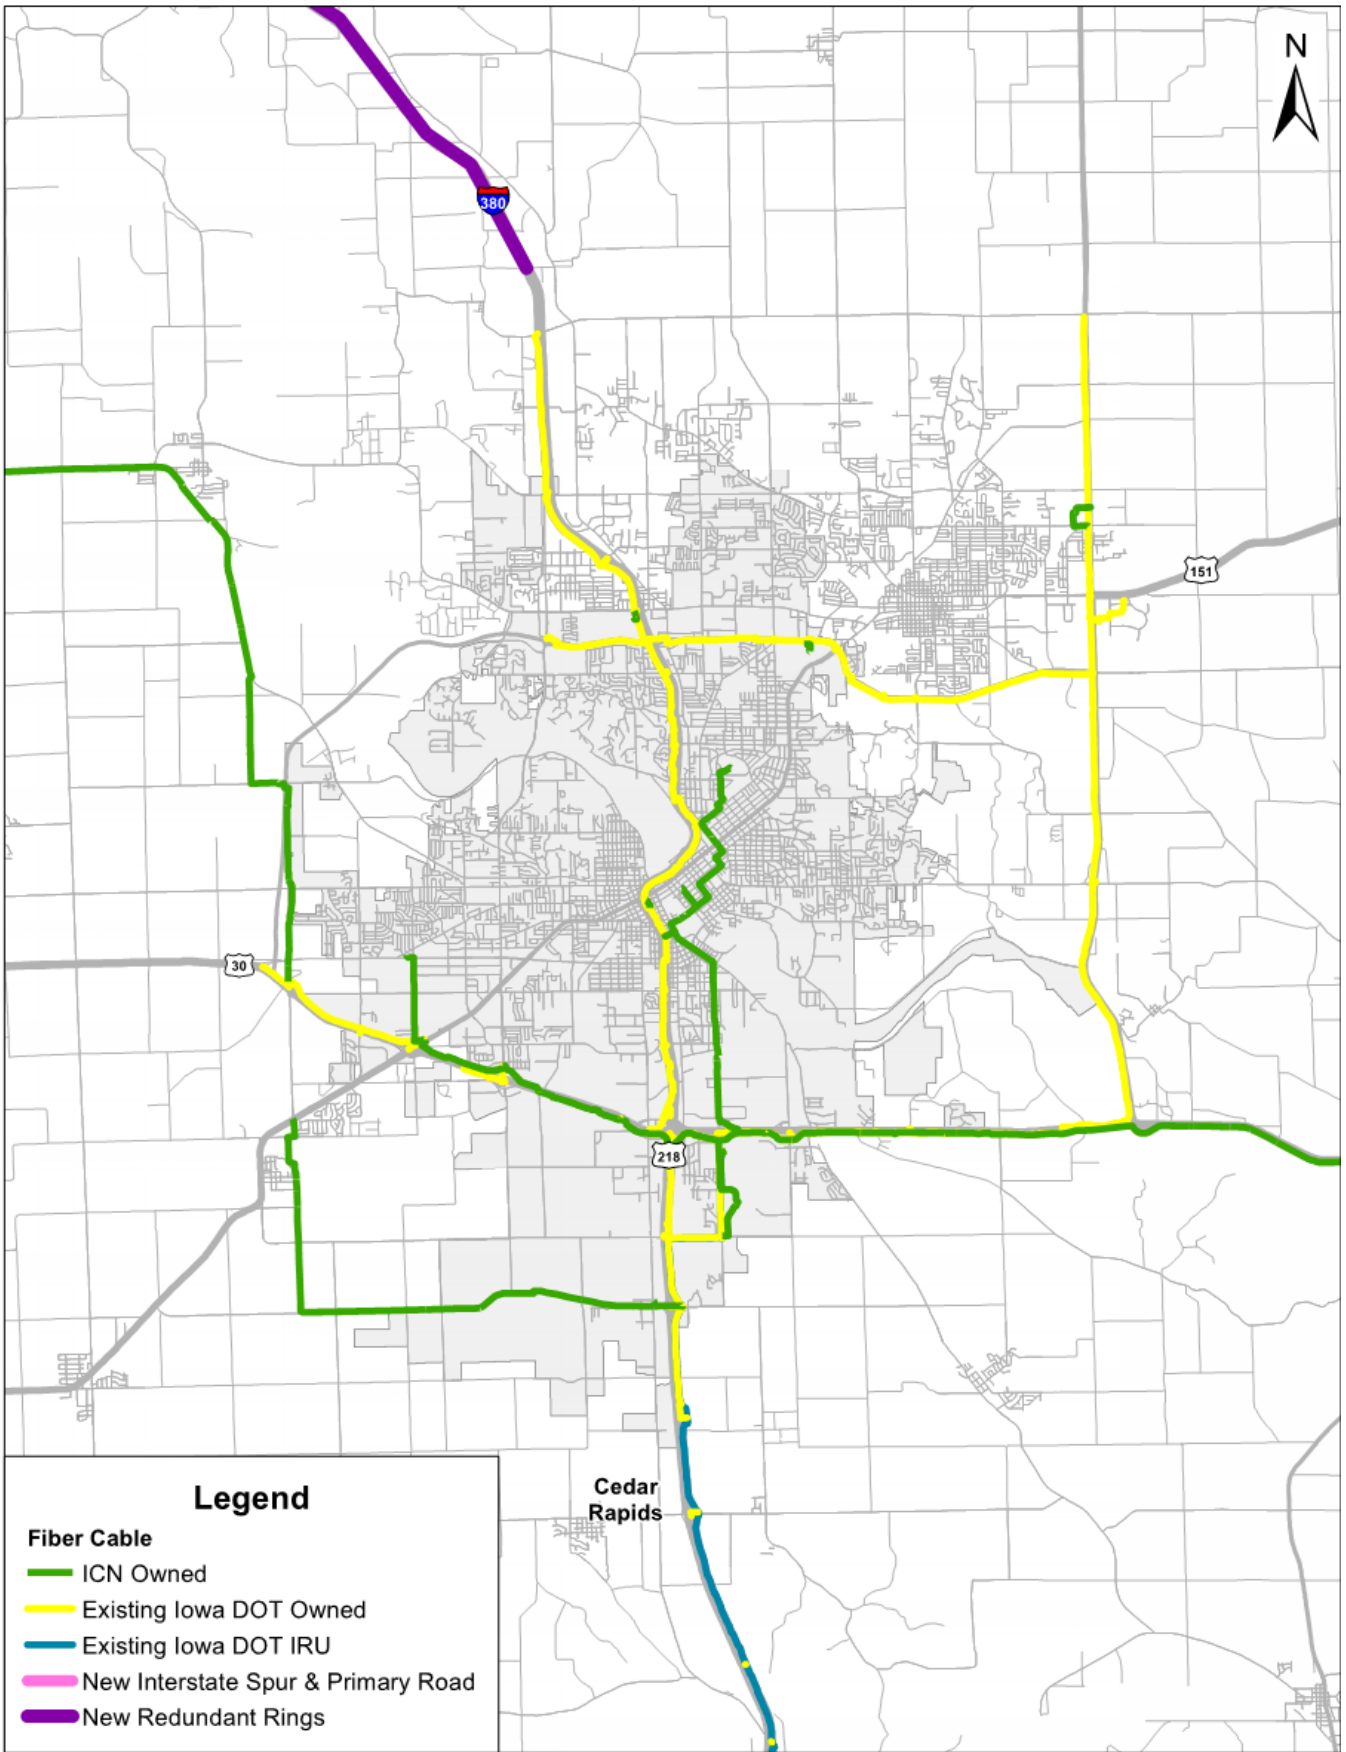 N
380
151
30
218
Cedar
Rapids
Legend
Fiber Cable
ICN Owned
Existing Iowa DOT Owned
Existing Iowa DOT IRU
New Interstate Spur & Primary Road
New Redundant Rings